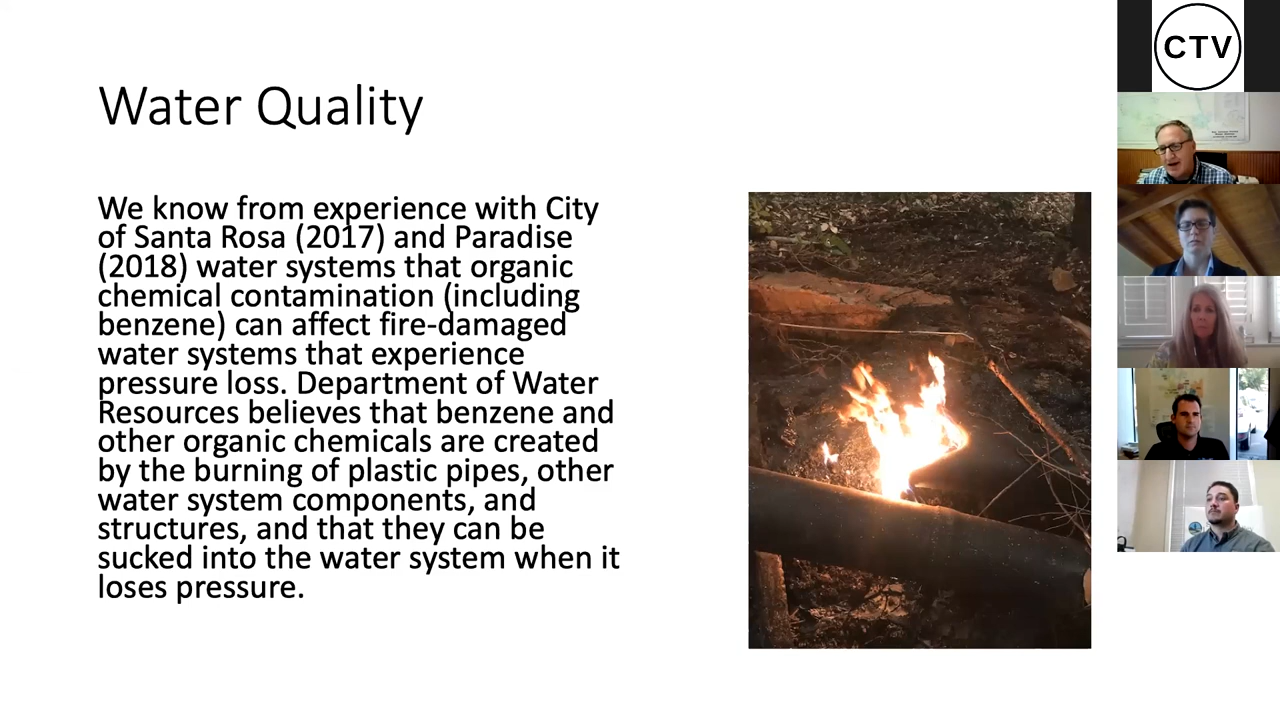 Water Quality
We know from experience with City
of Santa Rosa (2017) and Paradise
(2018) water systems that organic
chemical contamination (including
benzene) can affect fire-damaged
water systems that experience
pressure loss. Department of Water
Resources believes that benzene and
other organic chemicals are created
by the burning of plastic pipes, other
water system components, and
structures, and that they can be
sucked into the water system when it
loses pressure.
CTV